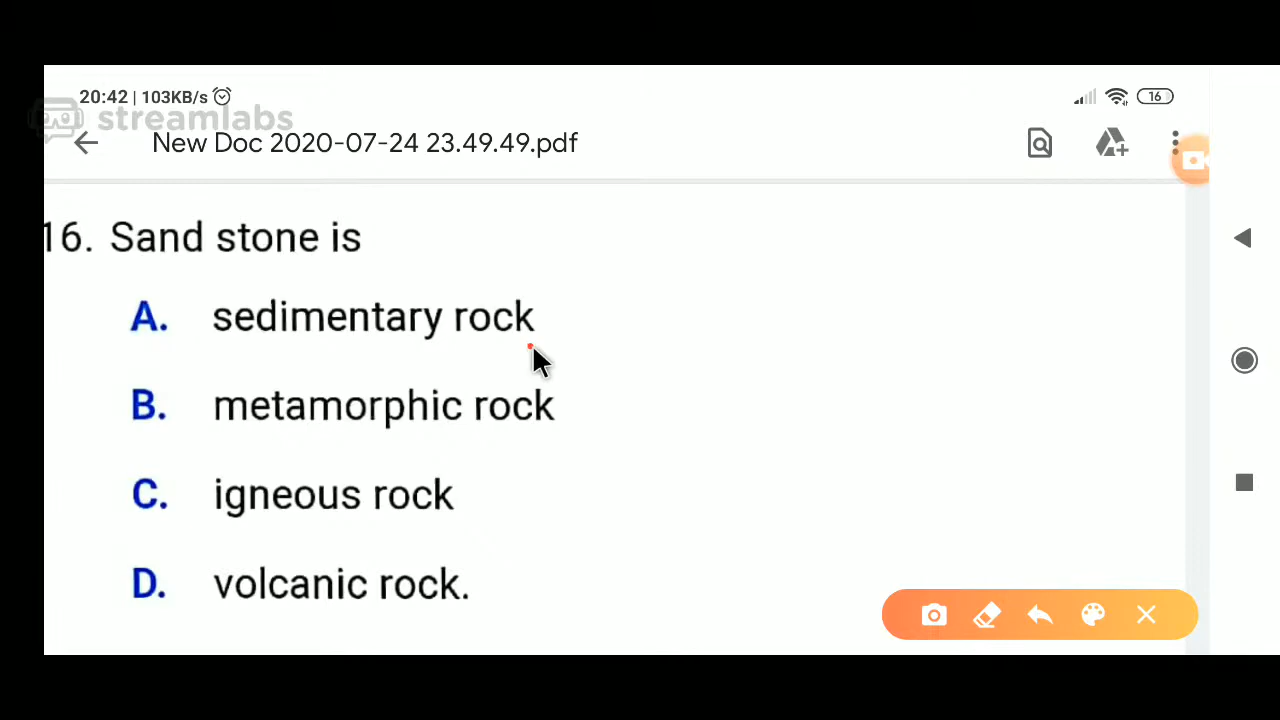 20:42 | 103KB/s
16
streamlabs
New Doc 2020-07-24 23.49.49.pdf
16. Sand stone is
A. sedimentary rock
B. metamorphic rock
C. igneous rock
D. volcanic rock.